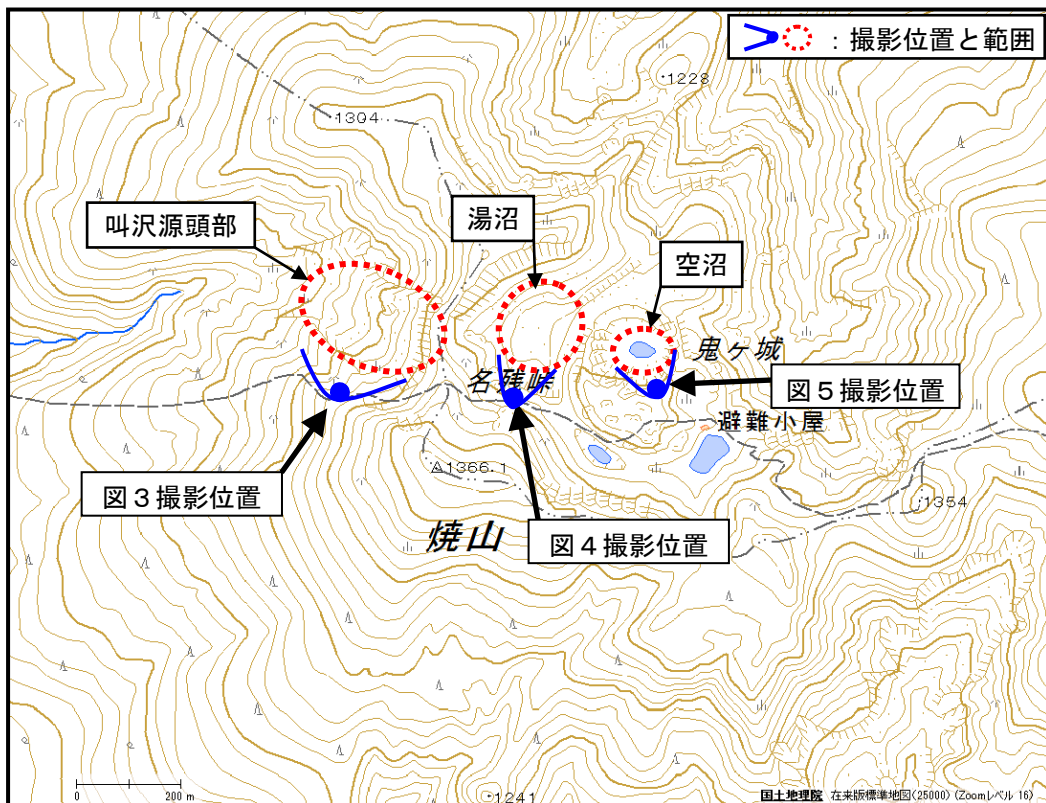 ：撮影位置と範囲
1228
1304
叫沢源頭部
湯沼
空沼
鬼ヶ城
名残峠
図５撮影位置
避難小屋
△1366.1
図３撮影位置
1354
焼山
図４撮影位置
0
200 m
1241
国土地理院 在来版標準地図(25000) (Zoomレベル 16)